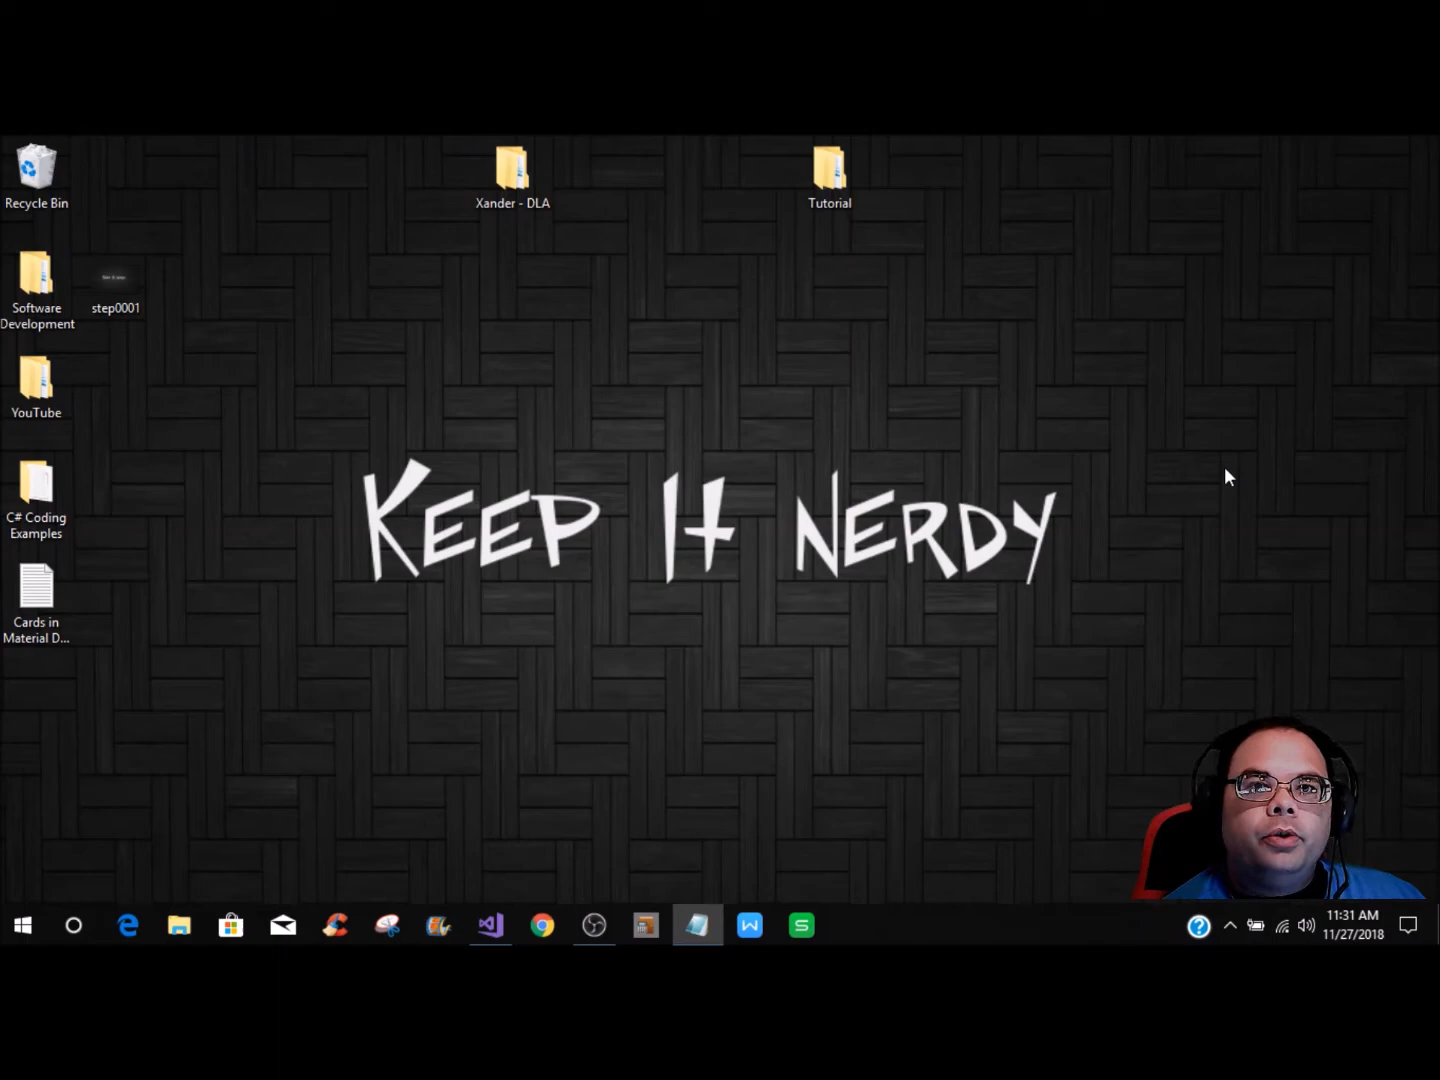 Recycle Bin
Xander - DLA
Tutorial
Software
Development
step0001
YouTube
C# Coding
Examples
Cards in
Material D...
KEEP IT NERDY
W
S
?
11:31 AM
11/27/2018